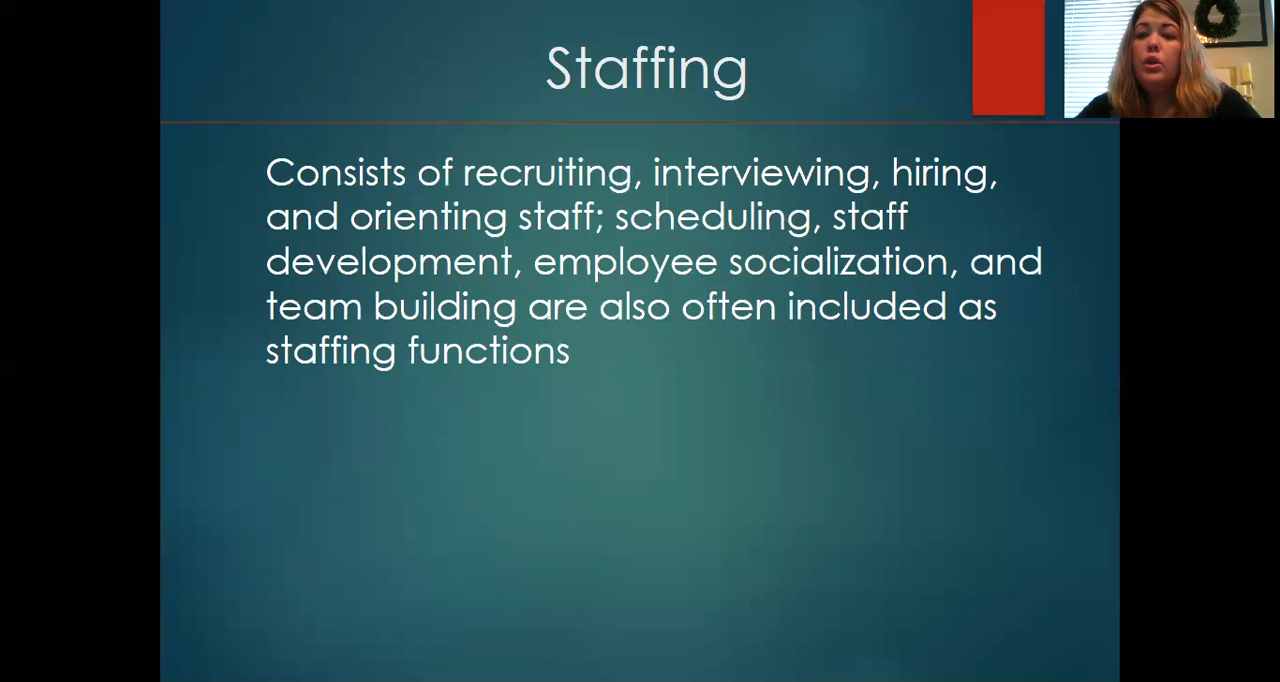 Staffing
Consists of recruiting, interviewing, hiring,
and orienting staff; scheduling, staff
development, employee socialization, and
team building are also often included as
staffing functions